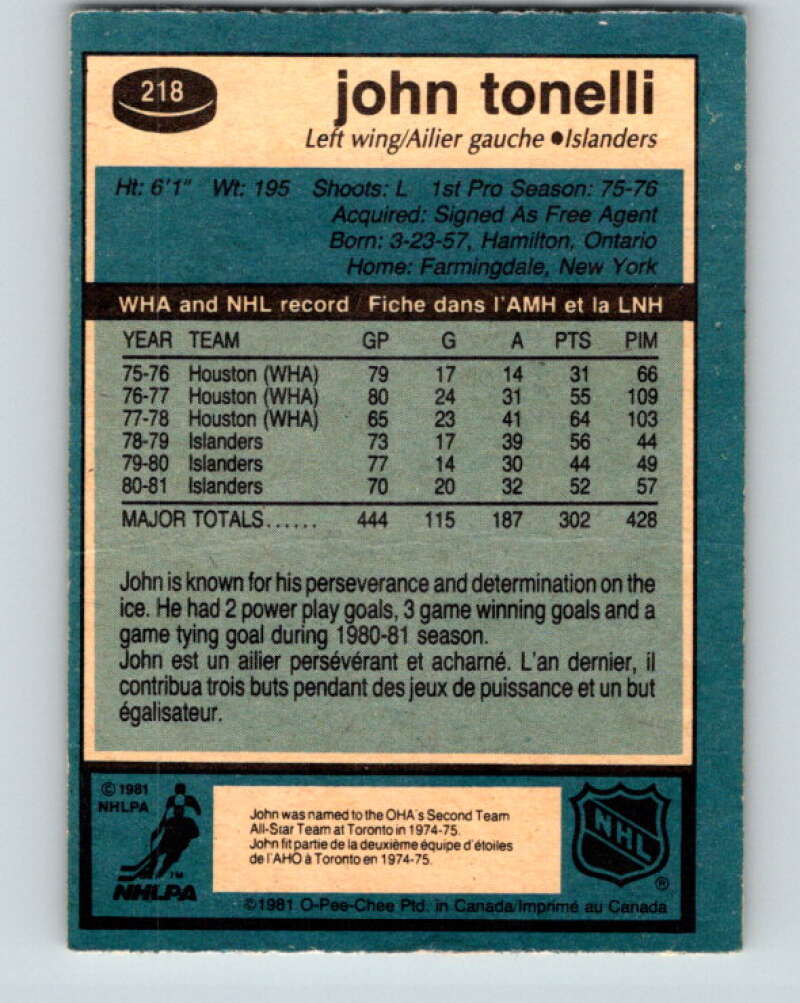 218
john tonelli
Left wing/Ailier gauche ●Islanders
Ht: 6'1" Wt: 195 Shoots: L 1st Pro Season: 75-76
Acquired: Signed As Free Agent
Born: 3-23-57, Hamilton, Ontario
Home: Farmingdale, New York
WHA and NHL record / Fiche dans l'AMH et la LNH
YEAR TEAM GP G A PTS PIM
75-76 Houston (WHA) 79 17 14 31 66
76-77 Houston (WHA) 80 24 31 55 109
77-78 Houston (WHA) 65 23 41 64 103
78-79 Islanders 73 17 39 56 44
79-80 Islanders 77 14 30 44 49
80-81 Islanders 70 20 32 52 57
MAJOR TOTALS...... 444 115 187 302 428
John is known for his perseverance and determination on the
ice. He had 2 power play goals, 3 game winning goals and a
game tying goal during 1980-81 season.
John est un ailier persévérant et acharné. L'an dernier, il
contribua trois buts pendant des jeux de puissance et un but
égalisateur.
© 1981
NHLPA
TM
NHLPA
John was named to the OHA's Second Team
All-Star Team at Toronto in 1974-75.
John fit partie de la deuxième équipe d'étoiles
de l'AHO à Toronto en 1974-75.
NHL
®
©1981 O-Pee-Chee Ptd. in Canada/Imprimé au Canada